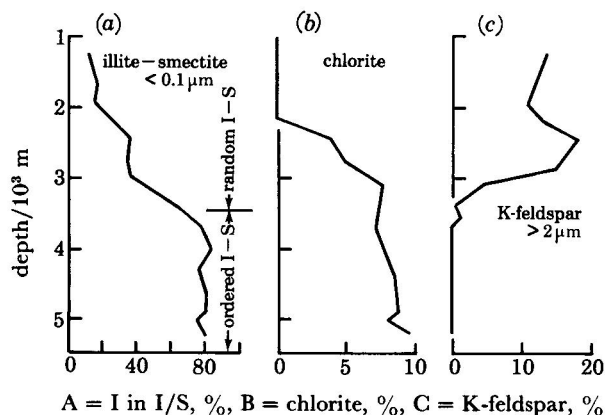 (a)
(b)
(c)
illite – smectite
< 0.1 μm
chlorite
K-feldspar
> 2 μm
random I – S
ordered I – S
depth/10³ m
1
2
3
4
5
0
40
80
0
5
10
0
10
20
A = I in I/S, %, B = chlorite, %, C = K-feldspar, %